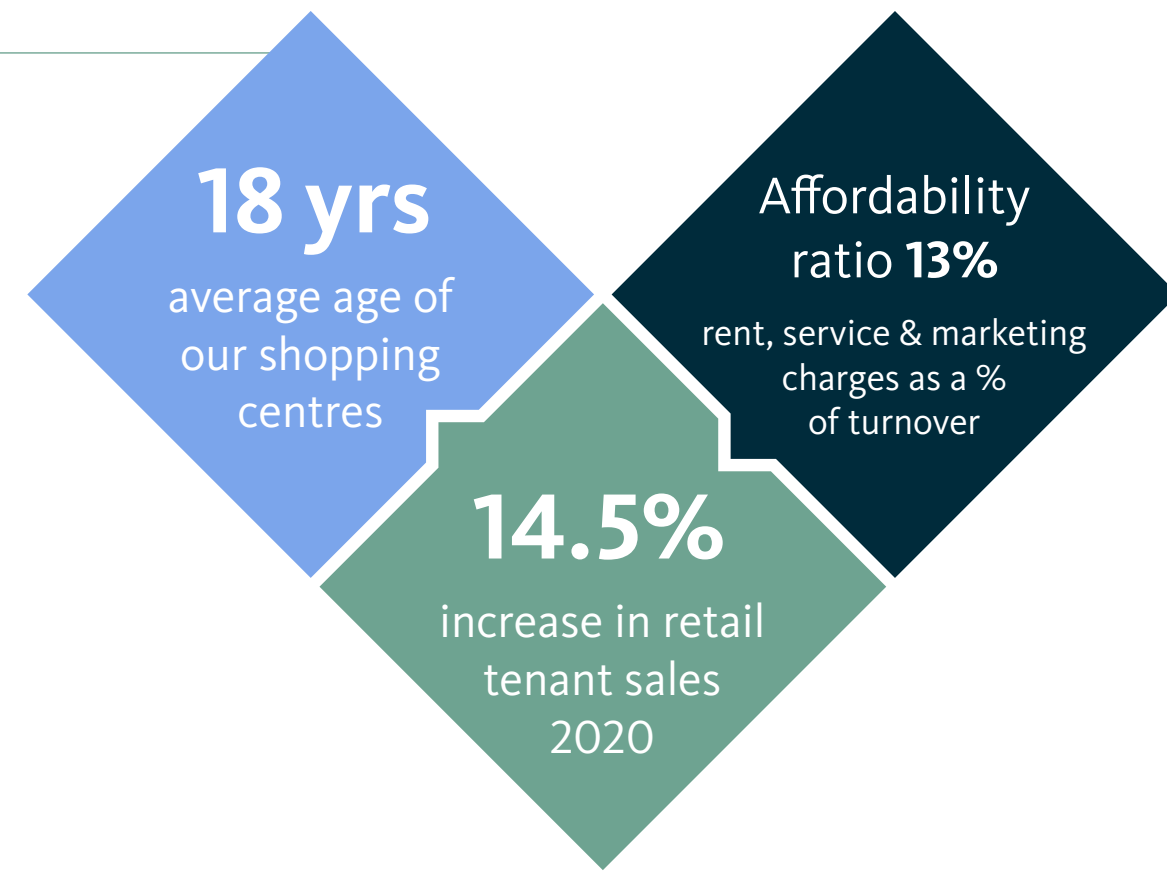 18 yrs
average age of
our shopping
centres
Affordability
ratio 13%
rent, service & marketing
charges as a %
of turnover
14.5%
increase in retail
tenant sales
2020